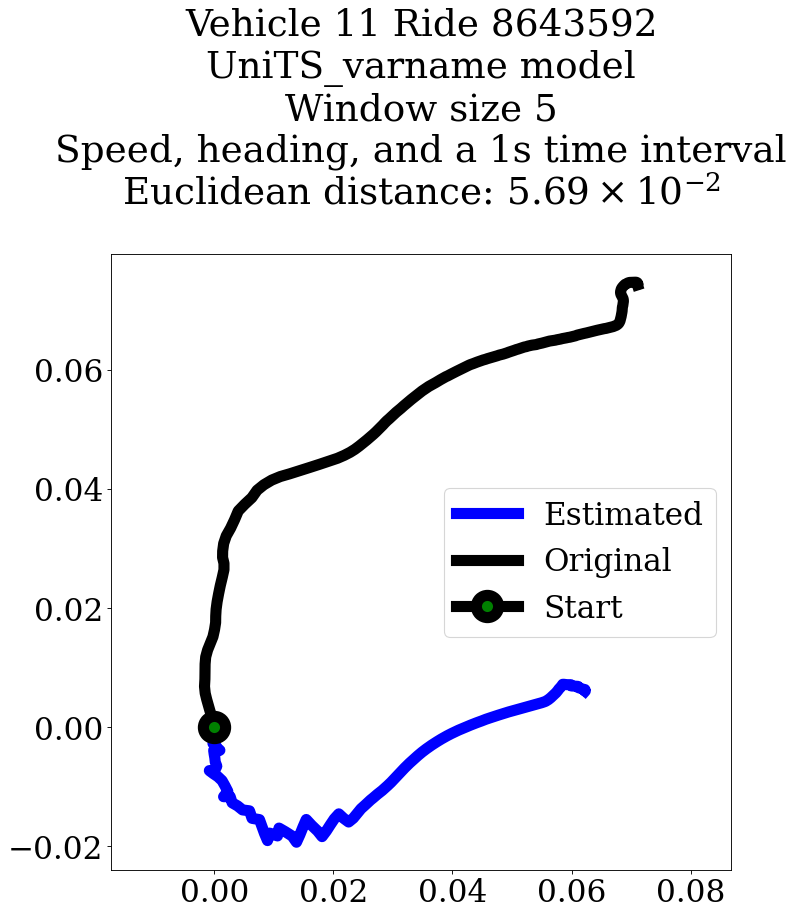 Vehicle 11 Ride 8643592
UniTS_varname model
Window size 5
Speed, heading, and a 1s time interval
Euclidean distance: 5.69 × 10⁻²
0.06
0.04
0.02
0.00
−0.02
Estimated
Original
Start
0.00 0.02 0.04 0.06 0.08